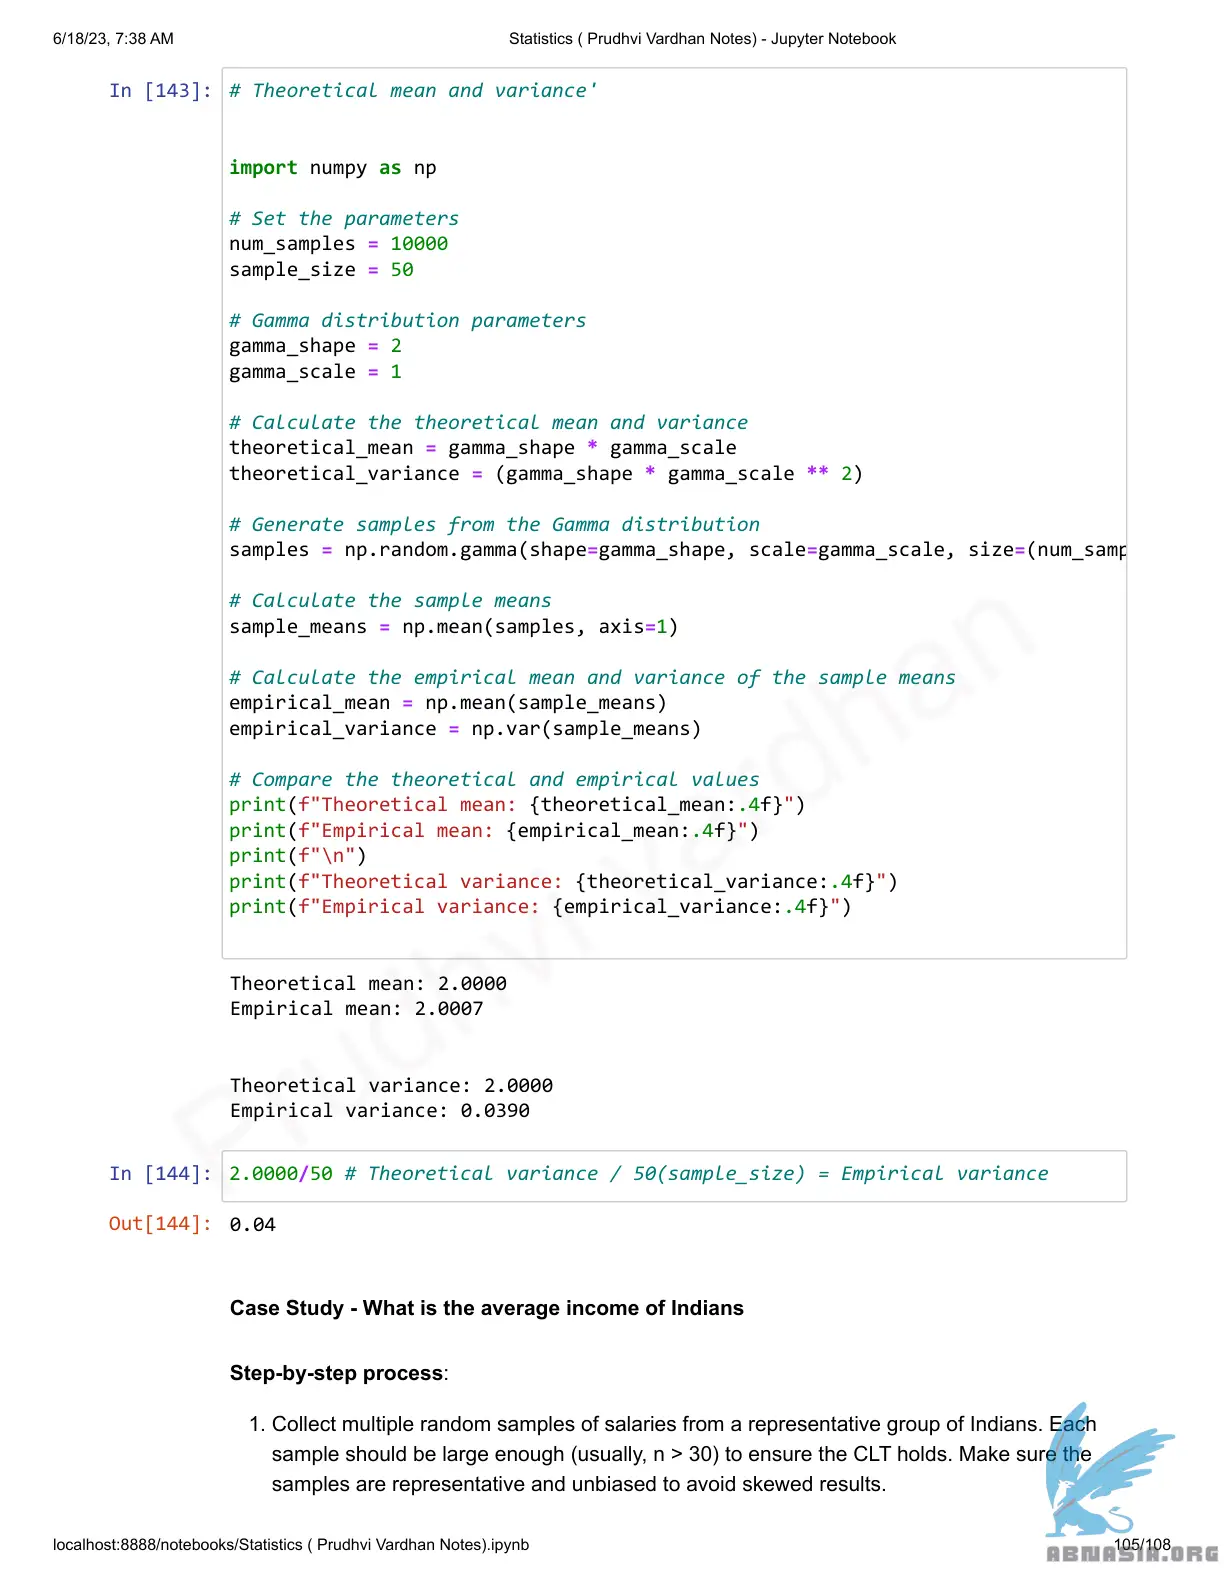 6/18/23, 7:38 AM
Statistics ( Prudhvi Vardhan Notes) - Jupyter Notebook
In [143]:
# Theoretical mean and variance'
import numpy as np
# Set the parameters
num_samples = 10000
sample_size = 50
# Gamma distribution parameters
gamma_shape = 2
gamma_scale = 1
# Calculate the theoretical mean and variance
theoretical_mean = gamma_shape * gamma_scale
theoretical_variance = (gamma_shape * gamma_scale ** 2)
# Generate samples from the Gamma distribution
samples = np.random.gamma(shape=gamma_shape, scale=gamma_scale, size=(num_samp
# Calculate the sample means
sample_means = np.mean(samples, axis=1)
# Calculate the empirical mean and variance of the sample means
empirical_mean = np.mean(sample_means)
empirical_variance = np.var(sample_means)
# Compare the theoretical and empirical values
print(f"Theoretical mean: {theoretical_mean:.4f}")
print(f"Empirical mean: {empirical_mean:.4f}")
print(f"\n")
print(f"Theoretical variance: {theoretical_variance:.4f}")
print(f"Empirical variance: {empirical_variance:.4f}")
Theoretical mean: 2.0000
Empirical mean: 2.0007
Theoretical variance: 2.0000
Empirical variance: 0.0390
In [144]:
2.0000/50 # Theoretical variance / 50(sample_size) = Empirical variance
Out[144]:
0.04
Prudhvi Vardhan
Case Study - What is the average income of Indians
Step-by-step process:
1. Collect multiple random samples of salaries from a representative group of Indians. Each
sample should be large enough (usually, n > 30) to ensure the CLT holds. Make sure the
samples are representative and unbiased to avoid skewed results.
localhost:8888/notebooks/Statistics ( Prudhvi Vardhan Notes).ipynb
105/108
ABNASIA.ORG